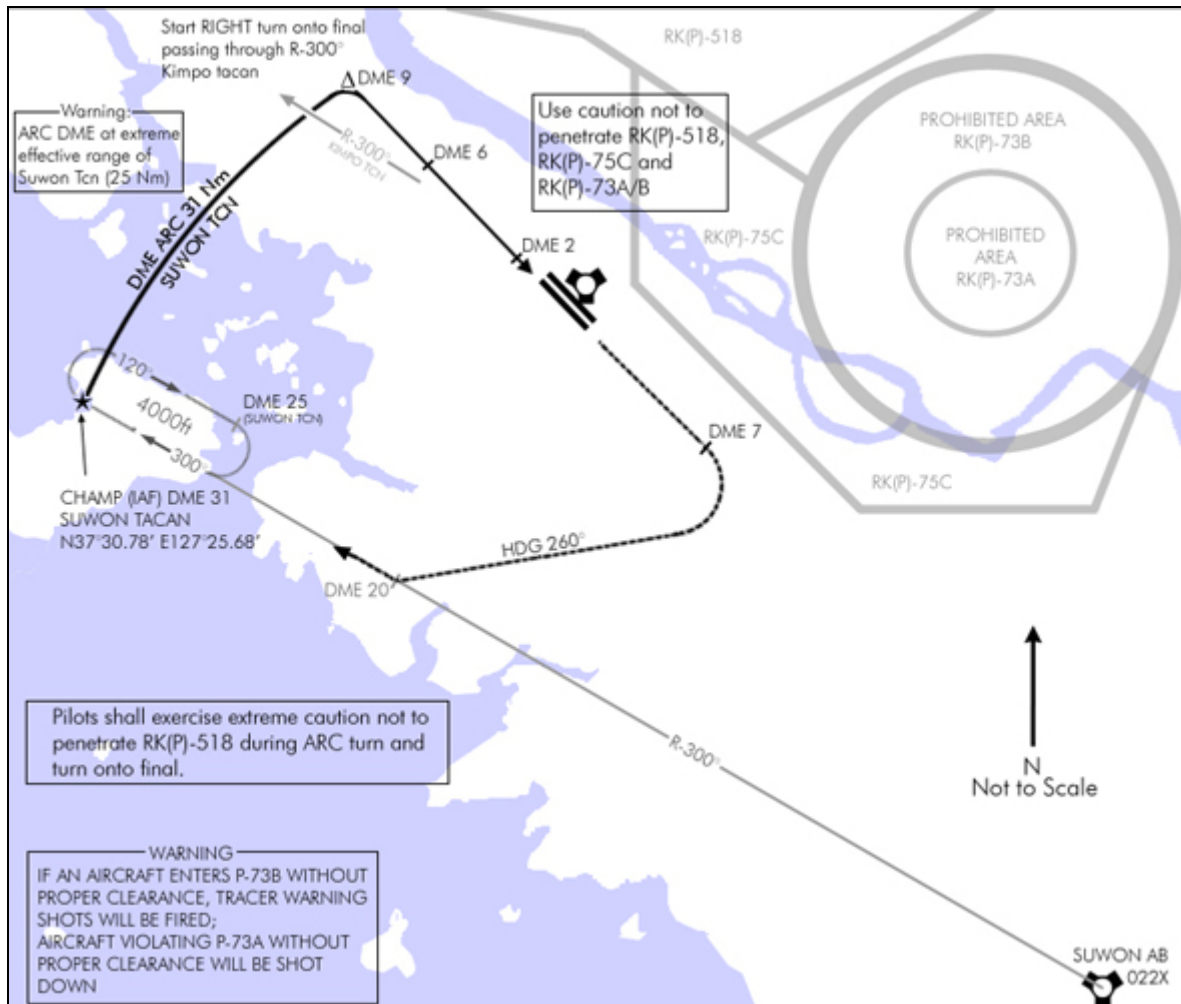 Start RIGHT turn onto final
passing through R-300°
Kimpo tacan
RK(P)-518
Δ DME 9
Warning:
ARC DME at extreme
effective range of
Suwon Tcn (25 Nm)
Use caution not to
penetrate RK(P)-518,
RK(P)-75C and
RK(P)-73A/B
PROHIBITED AREA
RK(P)-73B
R-300°
KIMPO TCN
DME 6
DME ARC 31 Nm
SUWON TCN
DME 2
RK(P)-75C
PROHIBITED
AREA
RK(P)-73A
120°
4000ft
300°
DME 25
(SUWON TCN)
DME 7
RK(P)-75C
CHAMP (IAF) DME 31
SUWON TACAN
N37°30.78' E127°25.68'
HDG 260°
DME 20
Pilots shall exercise extreme caution not to
penetrate RK(P)-518 during ARC turn and
turn onto final.
R-300°
N
Not to Scale
WARNING
IF AN AIRCRAFT ENTERS P-73B WITHOUT
PROPER CLEARANCE, TRACER WARNING
SHOTS WILL BE FIRED;
AIRCRAFT VIOLATING P-73A WITHOUT
PROPER CLEARANCE WILL BE SHOT
DOWN
SUWON AB
022X